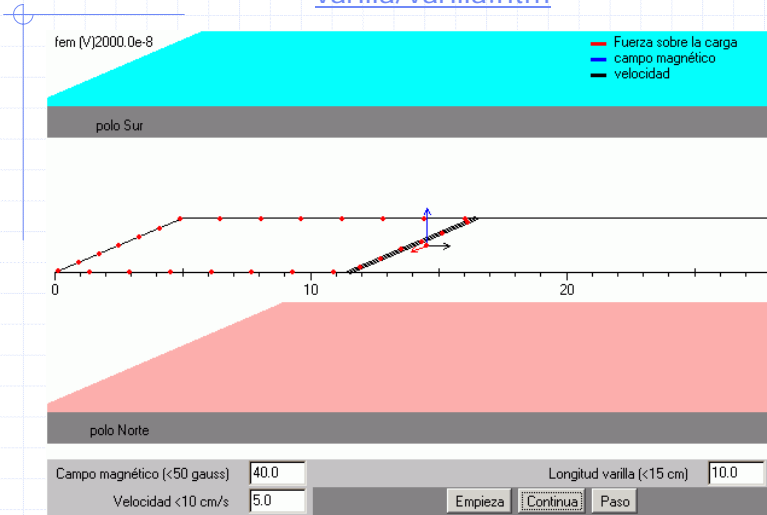 varilla/varilla.htm
fem (V)2000.0e-8
Fuerza sobre la carga
campo magnético
velocidad
polo Sur
0
10
20
polo Norte
Campo magnético (<50 gauss) 40.0
Longitud varilla (<15 cm) 10.0
Velocidad <10 cm/s 5.0
Empieza Continua Paso